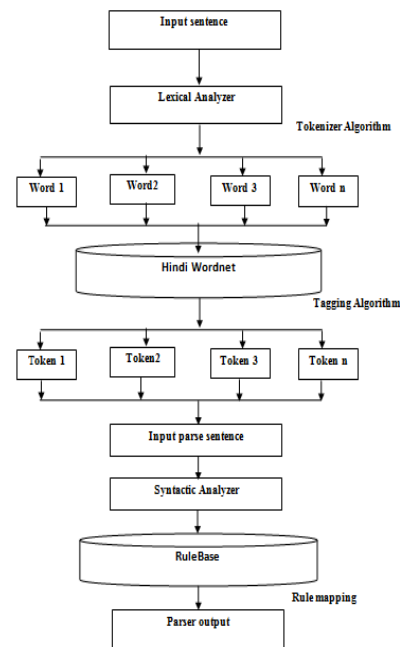 Input sentence
Lexical Analyzer
Tokenizer Algorithm
Word 1
Word2
Word 3
Word n
Hindi Wordnet
Tagging Algorithm
Token 1
Token2
Token 3
Token n
Input parse sentence
Syntactic Analyzer
RuleBase
Rule mapping
Parser output